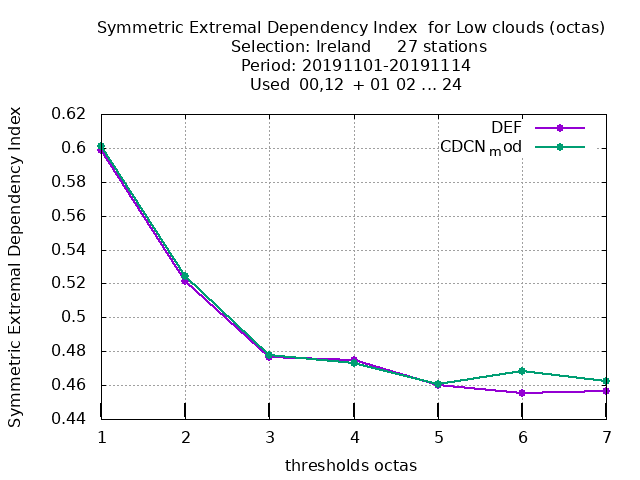 Symmetric Extremal Dependency Index for Low clouds (octas)
Selection: Ireland 27 stations
Period: 20191101-20191114
Used 00,12 + 01 02 ... 24
Symmetric Extremal Dependency Index
0.62
0.6
0.58
0.56
0.54
0.52
0.5
0.48
0.46
0.44
DEF
CDCNmod
1 2 3 4 5 6 7
thresholds octas